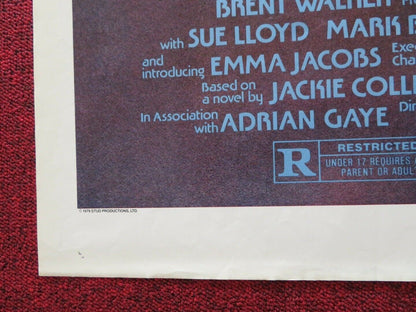 BRENT WALKER
with SUE LLOYD MARK
and
introducing EMMA JACOBS
Based on
a novel by JACKIE COLL
In Association
with ADRIAN GAYE
R RESTRICTED
UNDER 17 REQUIRES
PARENT OR ADUL
© 1979 STUD PRODUCTIONS, LTD.